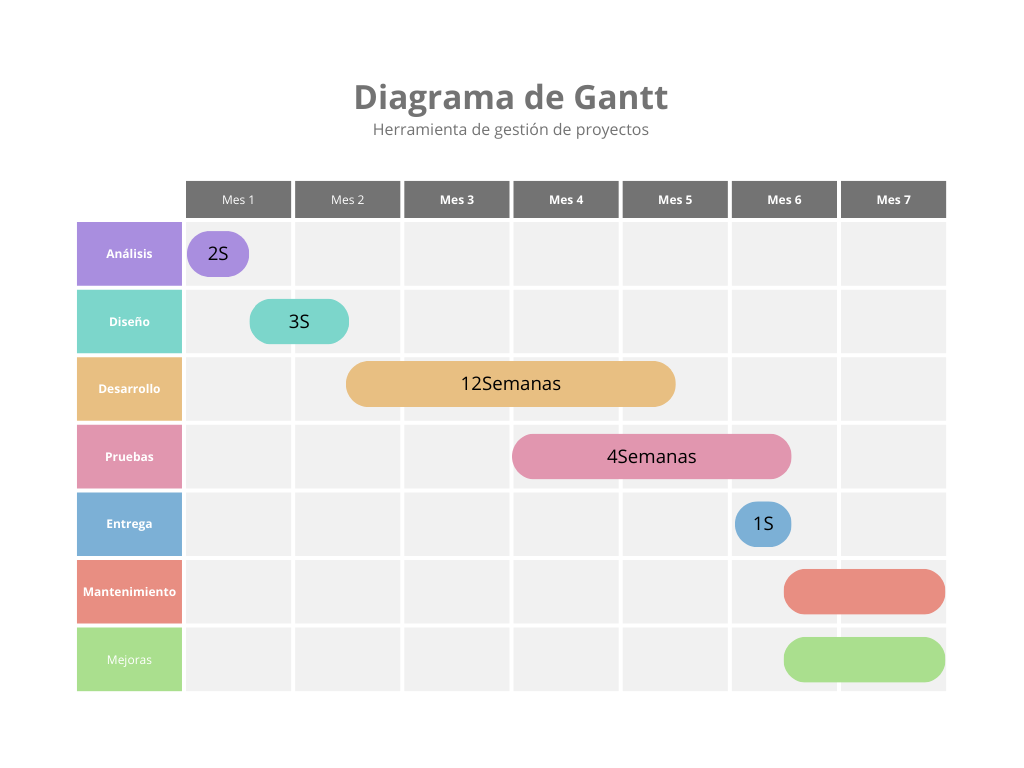 Diagrama de Gantt
Herramienta de gestión de proyectos
Mes 1 Mes 2 Mes 3 Mes 4 Mes 5 Mes 6 Mes 7
Análisis 2S
Diseño 3S
Desarrollo 12Semanas
Pruebas 4Semanas
Entrega 1S
Mantenimiento
Mejoras